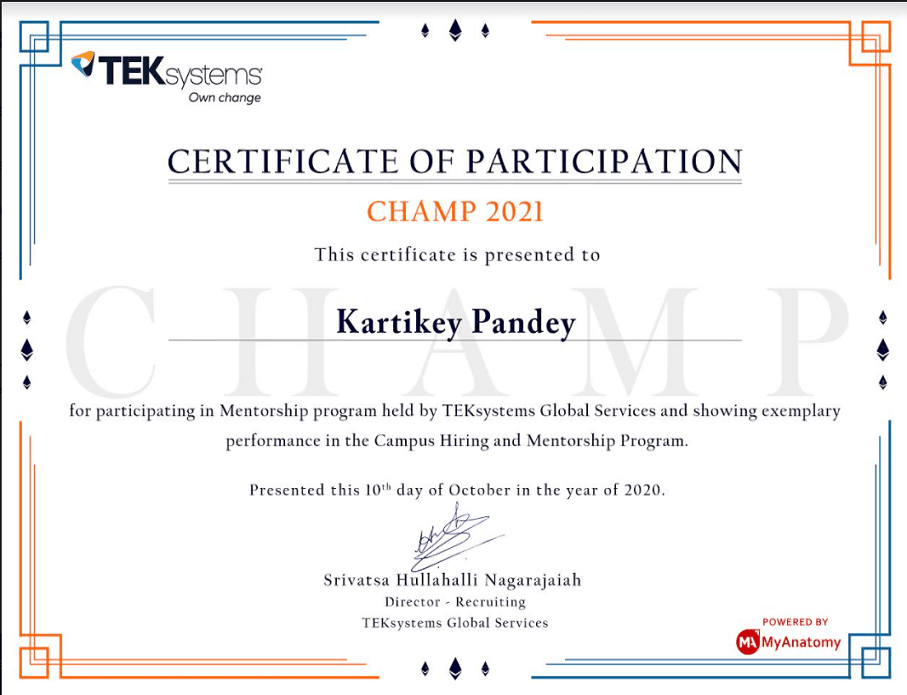 TEKsystems
Own change
CERTIFICATE OF PARTICIPATION
CHAMP 2021
This certificate is presented to
CHAMP
Kartikey Pandey
for participating in Mentorship program held by TEKsystems Global Services and showing exemplary
performance in the Campus Hiring and Mentorship Program.
Presented this 10th day of October in the year of 2020.
Srivatsa Hullahalli Nagarajaiah
Director - Recruiting
TEKsystems Global Services
POWERED BY
MA MyAnatomy